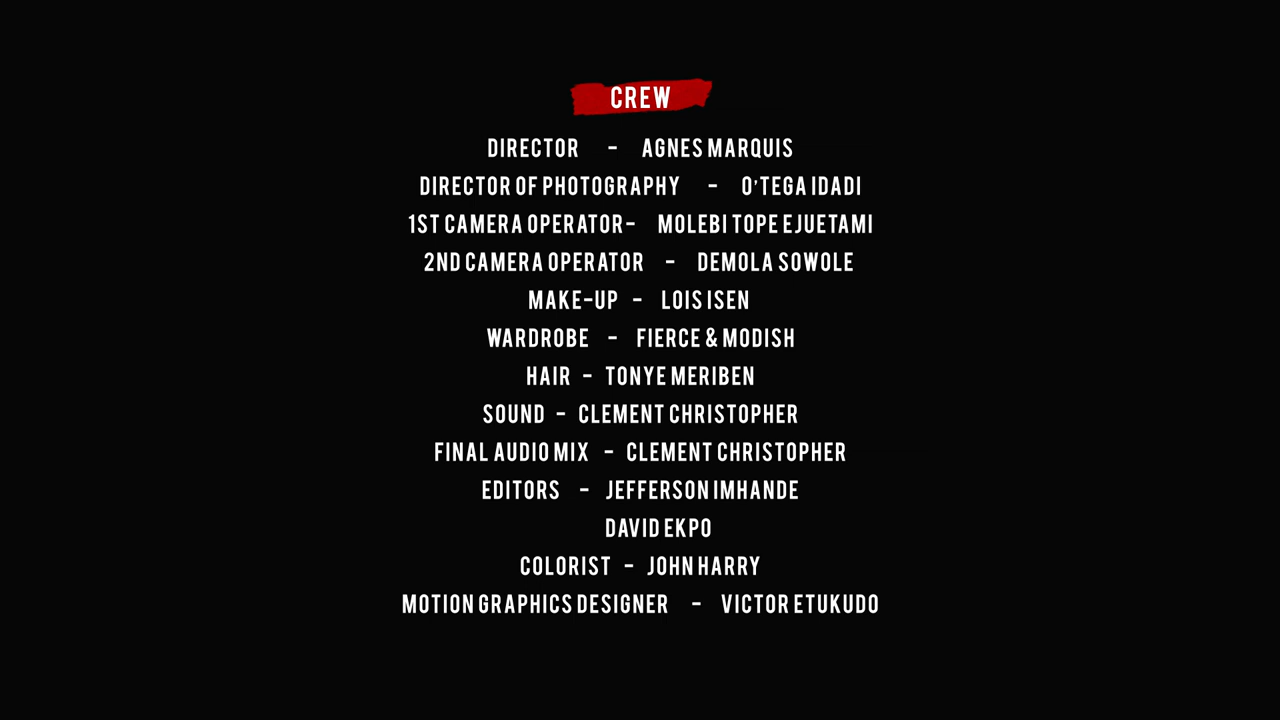 CREW
DIRECTOR - AGNES MARQUIS
DIRECTOR OF PHOTOGRAPHY - O'TEGA IDADI
1ST CAMERA OPERATOR- MOLEBI TOPE EJUETAMI
2ND CAMERA OPERATOR - DEMOLA SOWOLE
MAKE-UP - LOIS ISEN
WARDROBE - FIERCE & MODISH
HAIR - TONYE MERIBEN
SOUND - CLEMENT CHRISTOPHER
FINAL AUDIO MIX - CLEMENT CHRISTOPHER
EDITORS - JEFFERSON IMHANDE
DAVID EKPO
COLORIST - JOHN HARRY
MOTION GRAPHICS DESIGNER - VICTOR ETUKUDO